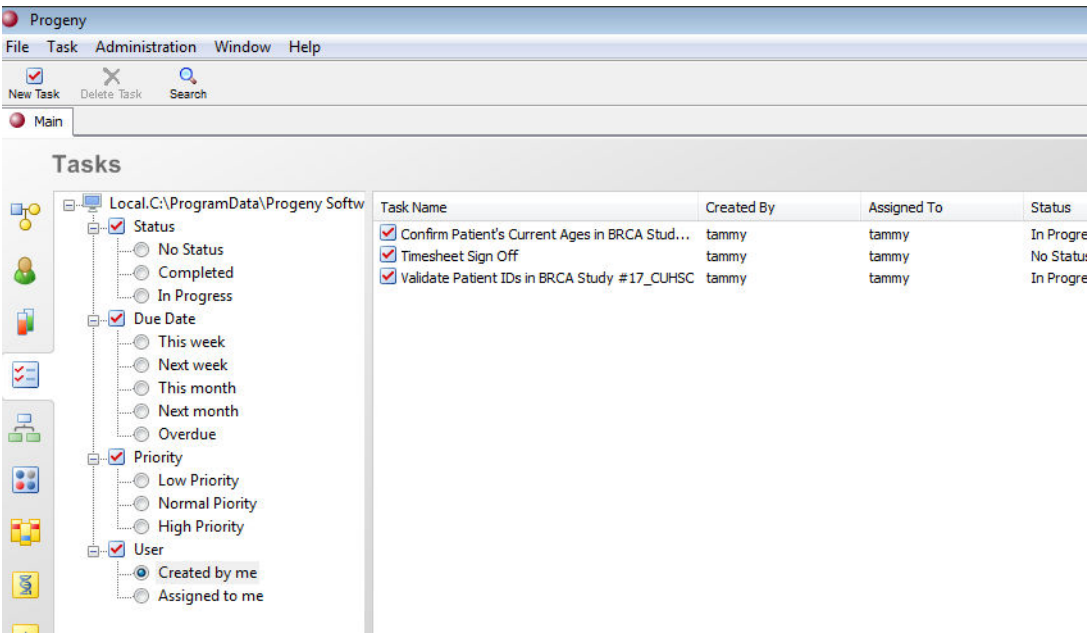 Progeny
File Task Administration Window Help
New Task Delete Task Search
Main
Tasks
Local.C:\ProgramData\Progeny Softw
Status
No Status
Completed
In Progress
Due Date
This week
Next week
This month
Next month
Overdue
Priority
Low Priority
Normal Piority
High Priority
User
Created by me
Assigned to me
Task Name Created By Assigned To Status
Confirm Patient's Current Ages in BRCA Stud... tammy tammy In Progre
Timesheet Sign Off tammy tammy No Status
Validate Patient IDs in BRCA Study #17_CUHSC tammy tammy In Progre